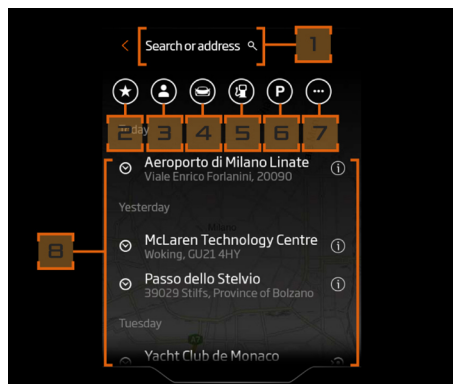 Search or address
1
P
2
3
4
5
6
7
Today
Aeroporto di Milano Linate
Viale Enrico Forlanini, 20090
Yesterday
Milano
8
McLaren Technology Centre
Woking, GU21 4HY
Passo dello Stelvio
39029 Stilfs, Province of Bolzano
Tuesday
Yacht Club de Monaco